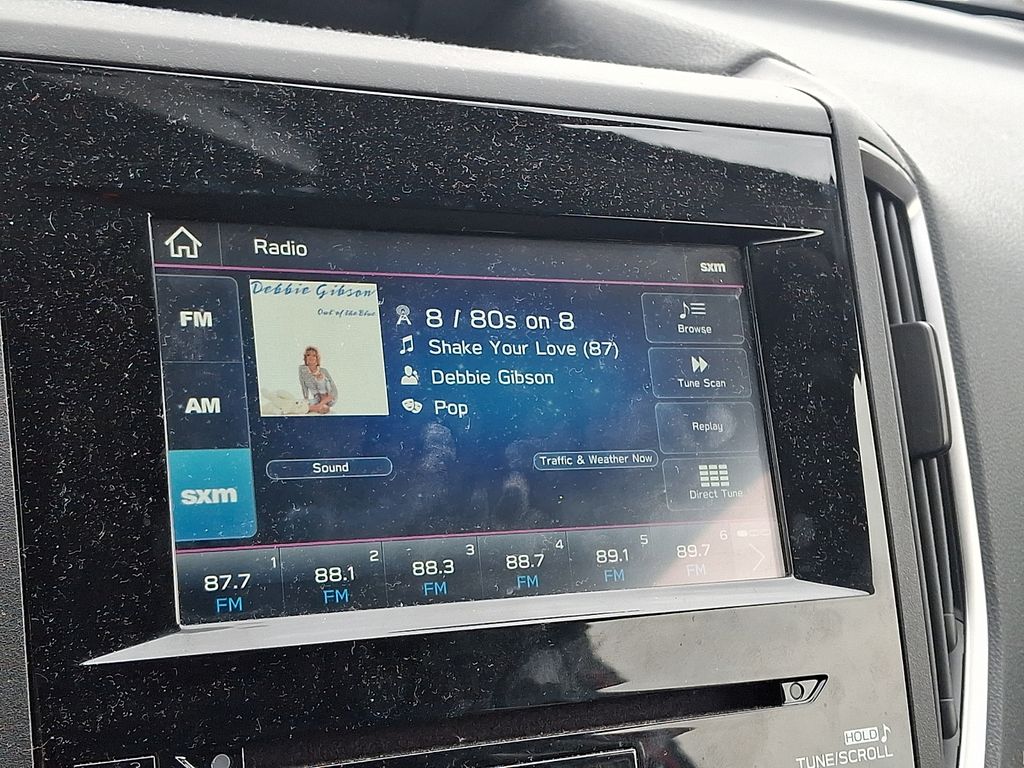 Radio
sxm
FM
AM
sxm
Debbie Gibson
Out of the Blue
8 / 80s on 8
Shake Your Love (87)
Debbie Gibson
Pop
Browse
Tune Scan
Replay
Direct Tune
Sound
Traffic & Weather Now
1
87.7
FM
2
88.1
FM
3
88.3
FM
4
88.7
FM
5
89.1
FM
6
89.7
FM
HOLD
TUNE/SCROLL